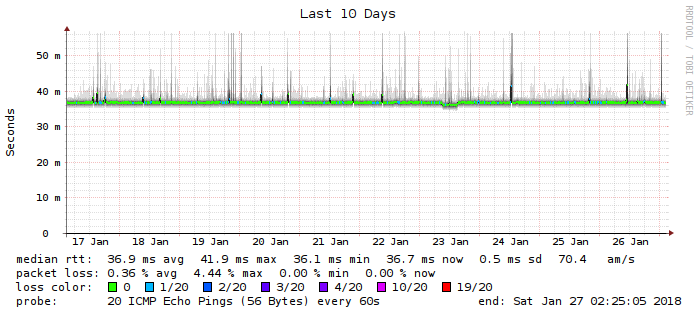 Last 10 Days
RRDTOOL / TOBI OETIKER
Seconds
50 m
40 m
30 m
20 m
10 m
0
17 Jan 18 Jan 19 Jan 20 Jan 21 Jan 22 Jan 23 Jan 24 Jan 25 Jan 26 Jan
median rtt: 36.9 ms avg 41.9 ms max 36.1 ms min 36.7 ms now 0.5 ms sd 70.4 am/s
packet loss: 0.36 % avg 4.44 % max 0.00 % min 0.00 % now
loss color: 0 1/20 2/20 3/20 4/20 10/20 19/20
probe: 20 ICMP Echo Pings (56 Bytes) every 60s end: Sat Jan 27 02:25:05 2018